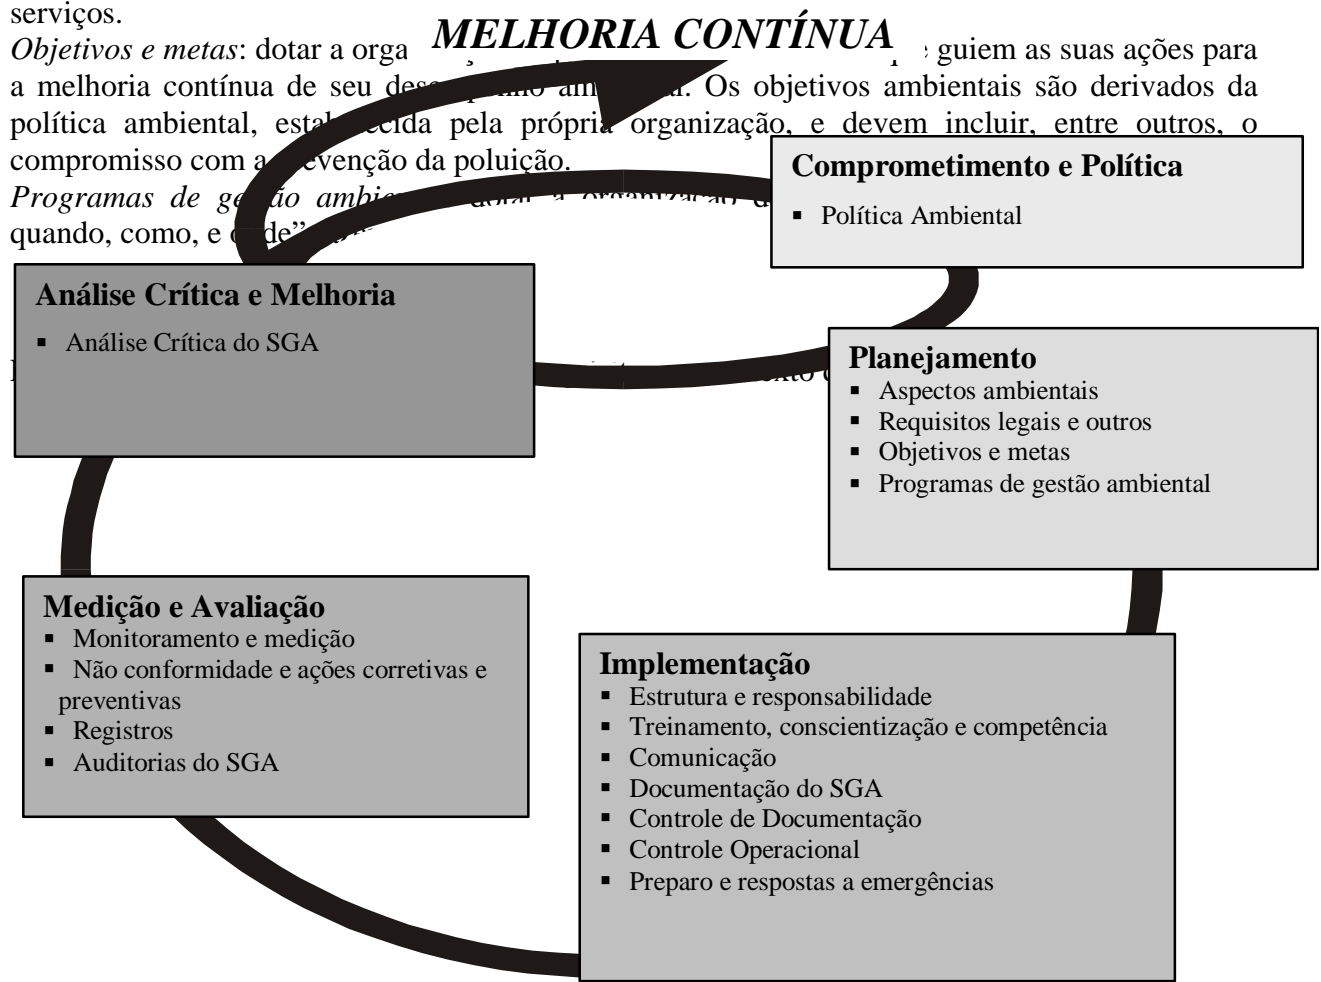 serviços.
MELHORIA CONTÍNUA
Objetivos e metas: dotar a guiem as suas ações para
a melhoria contínua de seu Os objetivos ambientais são derivados da
política ambiental, pela própria organização, e devem incluir, entre outros, o
compromisso com a da poluição.
Programas de a organização
quando, como, e
Comprometimento e Política
▪ Política Ambiental
Análise Crítica e Melhoria
▪ Análise Crítica do SGA
Planejamento
▪ Aspectos ambientais
▪ Requisitos legais e outros
▪ Objetivos e metas
▪ Programas de gestão ambiental
Medição e Avaliação
▪ Monitoramento e medição
▪ Não conformidade e ações corretivas e
preventivas
▪ Registros
▪ Auditorias do SGA
Implementação
▪ Estrutura e responsabilidade
▪ Treinamento, conscientização e competência
▪ Comunicação
▪ Documentação do SGA
▪ Controle de Documentação
▪ Controle Operacional
▪ Preparo e respostas a emergências